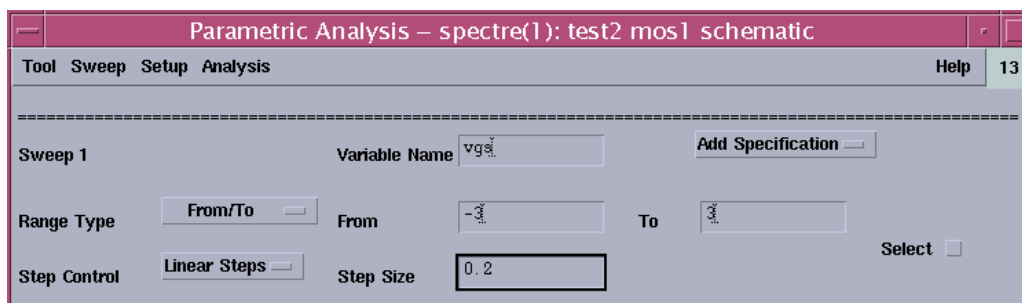 Parametric Analysis – spectre(1): test2 mos1 schematic
Tool Sweep Setup Analysis Help 13
================================================================================
Sweep 1 Variable Name vgs Add Specification
Range Type From/To From -3 To 3
Select
Step Control Linear Steps Step Size 0.2